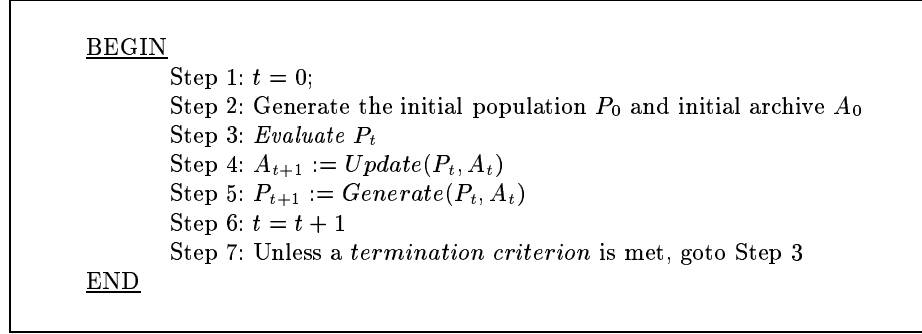 BEGIN
Step 1: t = 0;
Step 2: Generate the initial population P₀ and initial archive A₀
Step 3: Evaluate Pₜ
Step 4: Aₜ₊₁ := Update(Pₜ, Aₜ)
Step 5: Pₜ₊₁ := Generate(Pₜ, Aₜ)
Step 6: t = t + 1
Step 7: Unless a termination criterion is met, goto Step 3
END